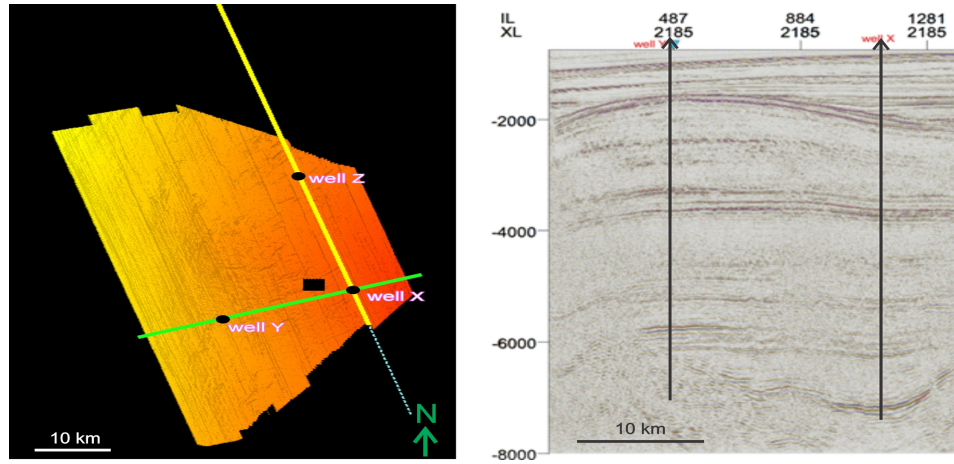 well Z
well X
well Y
N
10 km
IL 487 884 1281
XL 2185 2185 2185
well Y well X
-2000
-4000
-6000
-8000
10 km